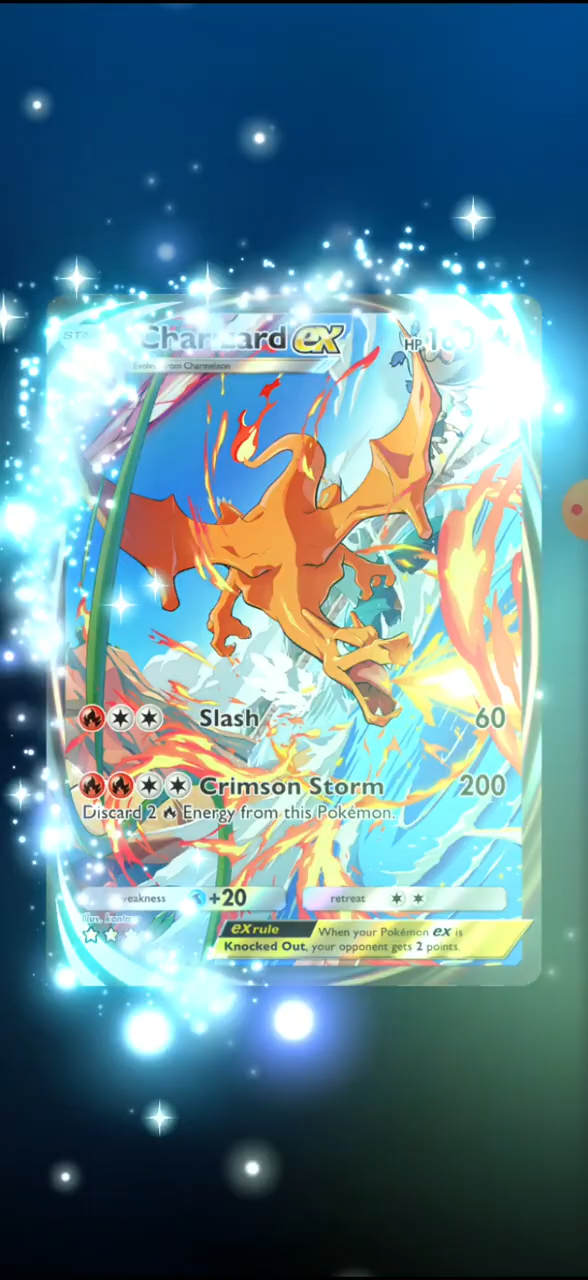 Charizard ex
HP
Evolves from Charmeleon
Slash 60
Crimson Storm 200
Discard 2 Energy from this Pokémon.
weakness +20 retreat
Illus.
ex rule When your Pokémon ex is
Knocked Out, your opponent gets 2 points.